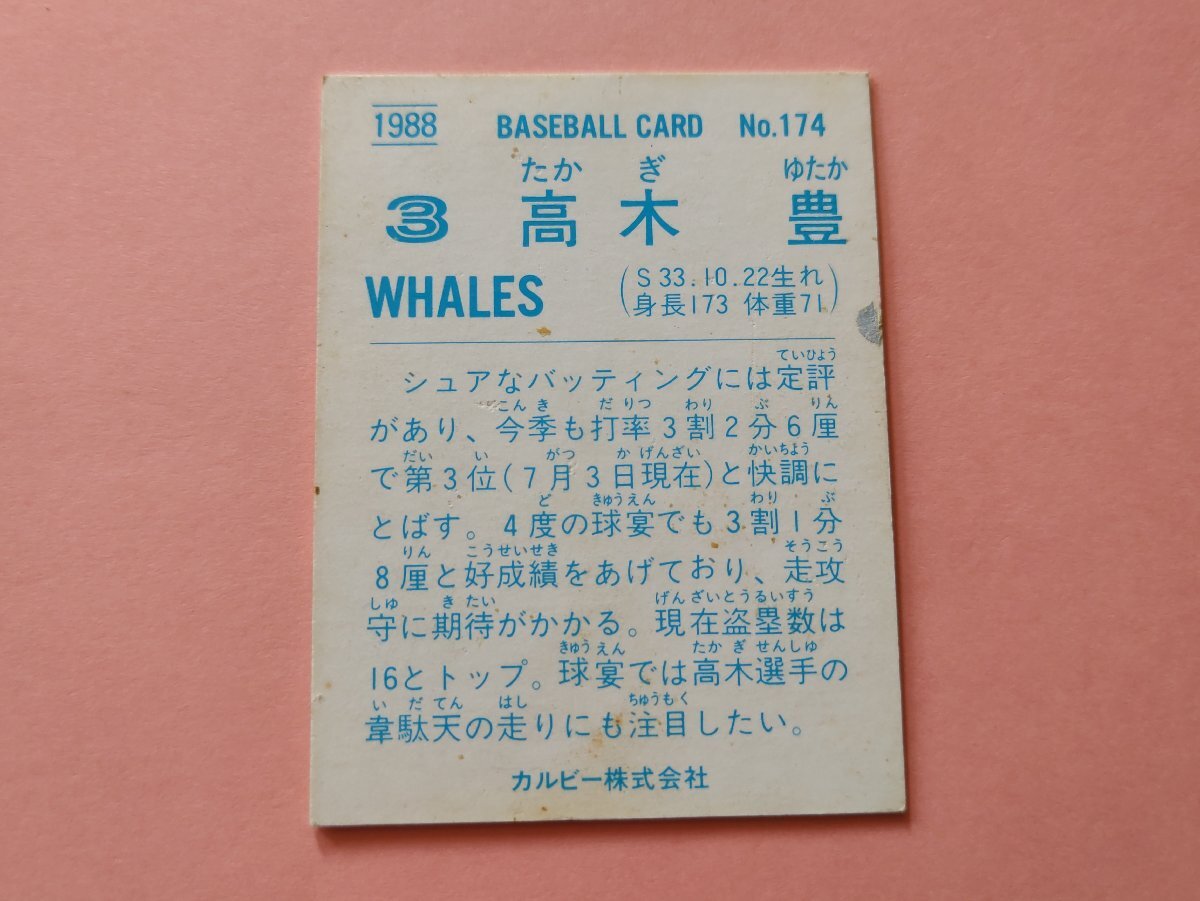 1988 BASEBALL CARD No.174
たかぎ ゆたか
3 高木 豊
WHALES
(S33.10.22生れ
身長173 体重71)
ていひょう
シュアなバッティングには定評
こんき だりつ わり ぶ りん
があり、今季も打率3割2分6厘
だい い がつ か げんざい かいちょう
で第3位(7月3日現在)と快調に
ど きゅうえん わり ぶ
とばす。4度の球宴でも3割1分
りん こうせいせき そうこう
8厘と好成績をあげており、走攻
しゅ きたい げんざいとうるいすう
守に期待がかかる。現在盗塁数は
きゅうえん たかぎせんしゅ
16とトップ。球宴では高木選手の
いだてん はし ちゅうもく
韋駄天の走りにも注目したい。
カルビー株式会社